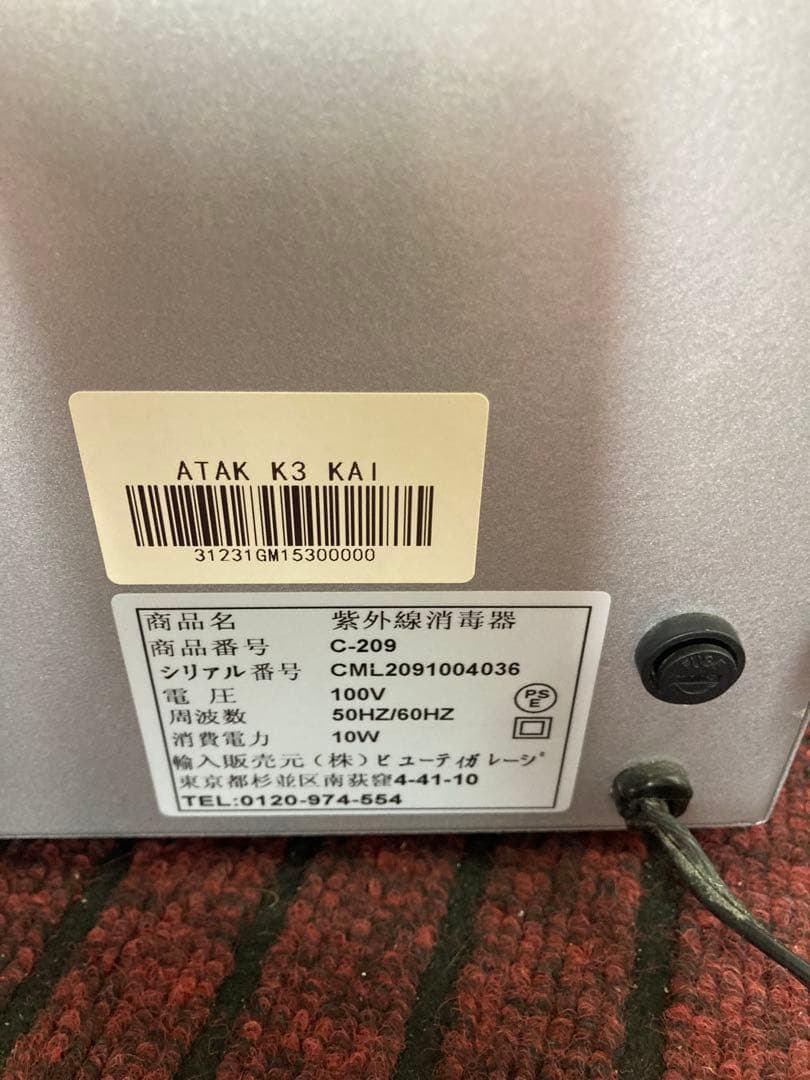 ATAK K3 KAI
31231GM15300000
商品名 紫外線消毒器
商品番号 C-209
シリアル番号 CML2091004036
電 圧 100V
周波数 50HZ/60HZ
消費電力 10W
PS
E
輸入販売元(株)ビューティガレージ
東京都杉並区南荻窪4-41-10
TEL:0120-974-554